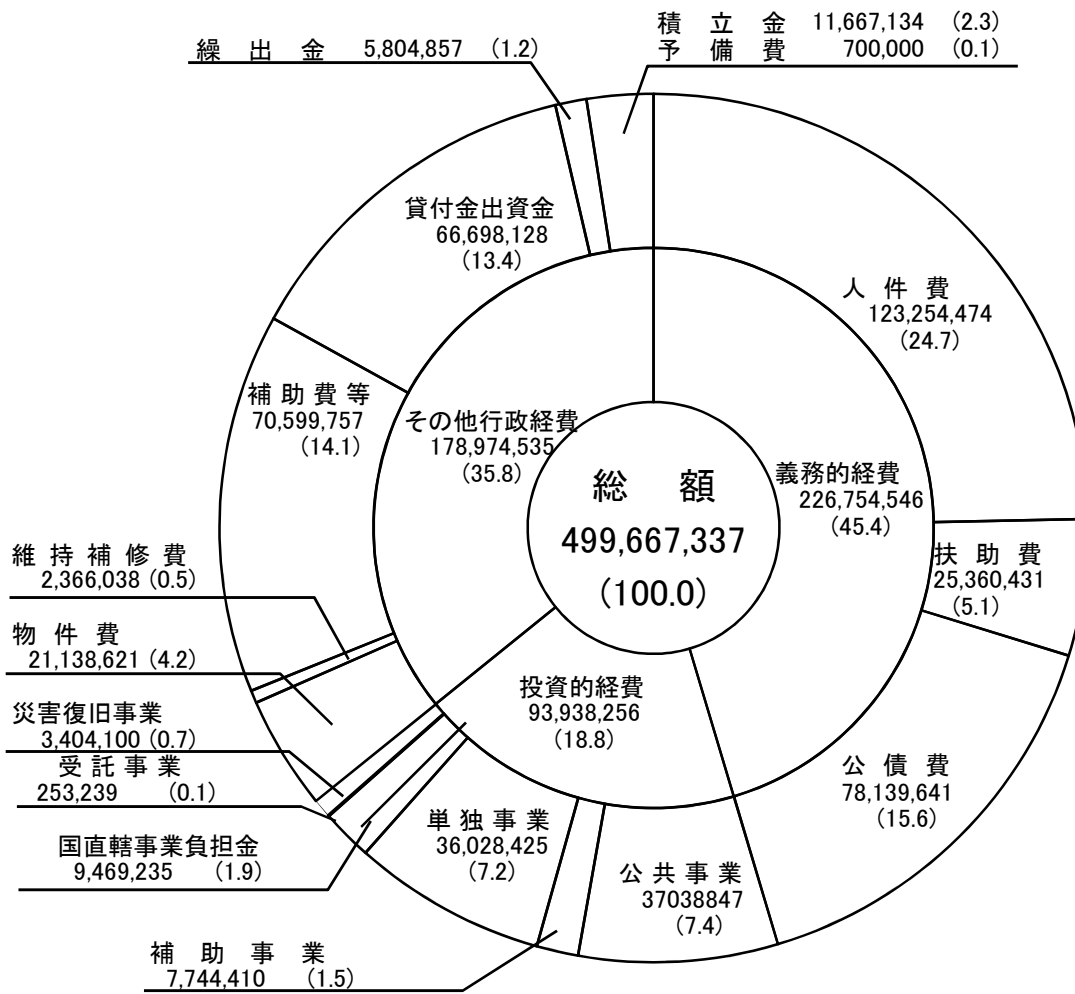 積立金 11,667,134 (2.3)
予備費 700,000 (0.1)
繰出金 5,804,857 (1.2)
貸付金出資金
66,698,128
(13.4)
人件費
123,254,474
(24.7)
補助費等
70,599,757
(14.1)
その他行政経費
178,974,535
(35.8)
総額
499,667,337
(100.0)
義務的経費
226,754,546
(45.4)
扶助費
25,360,431
(5.1)
維持補修費
2,366,038 (0.5)
物件費
21,138,621 (4.2)
災害復旧事業
3,404,100 (0.7)
受託事業
253,239 (0.1)
国直轄事業負担金
9,469,235 (1.9)
投資的経費
93,938,256
(18.8)
公債費
78,139,641
(15.6)
単独事業
36,028,425
(7.2)
公共事業
37038847
(7.4)
補助事業
7,744,410 (1.5)